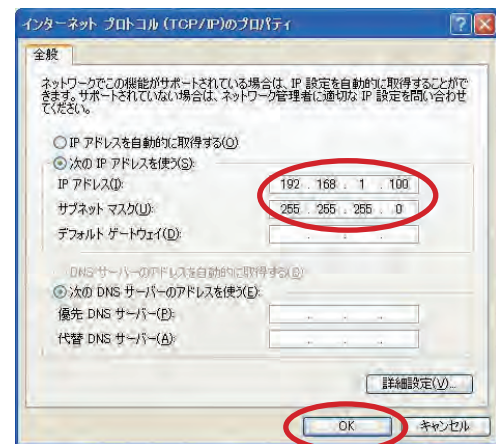 インターネット プロトコル (TCP/IP)のプロパティ
全般
ネットワークでこの機能がサポートされている場合は、IP 設定を自動的に取得することがで
きます。サポートされていない場合は、ネットワーク管理者に適切な IP 設定を問い合わせ
てください。
IP アドレスを自動的に取得する(O)
次の IP アドレスを使う(S):
IP アドレス(I): 192 . 168 . 1 . 100
サブネット マスク(U): 255 . 255 . 255 . 0
デフォルト ゲートウェイ(D): . . .
DNS サーバーのアドレスを自動的に取得する(B)
次の DNS サーバーのアドレスを使う(E):
優先 DNS サーバー(P): . . .
代替 DNS サーバー(A): . . .
詳細設定(V)...
OK キャンセル